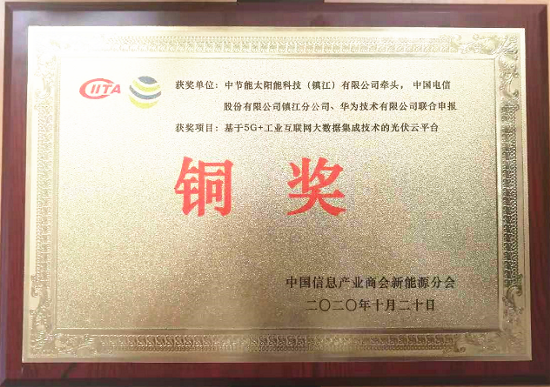 CIITA
获奖单位：中节能太阳能科技（镇江）有限公司牵头，中国电信
股份有限公司镇江分公司、华为技术有限公司联合申报
获奖项目：基于5G+工业互联网大数据集成技术的光伏云平台
铜奖
中国信息产业商会新能源分会
二〇二〇年十月二十日